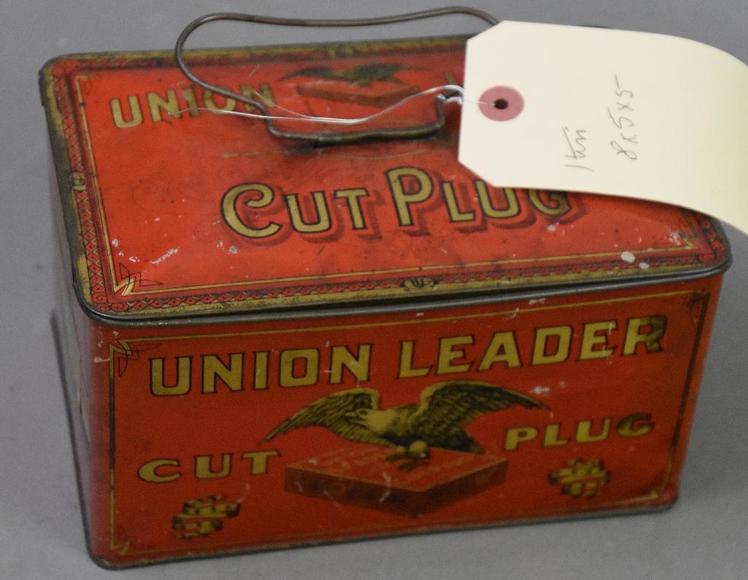 UNION
CUT PLUG
1 tin
8x5x5
UNION LEADER
CUT PLUG